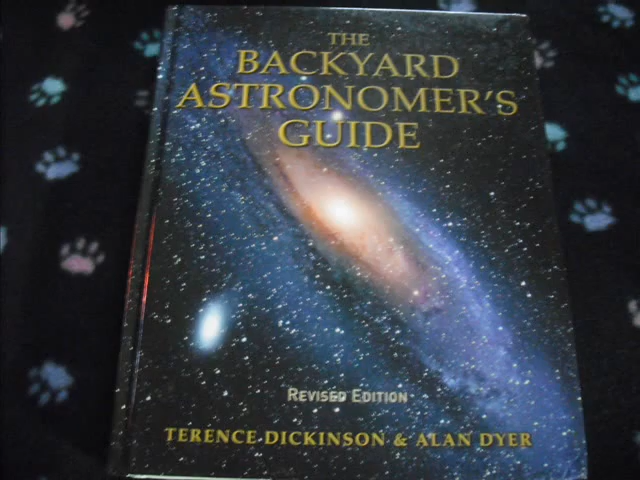 THE
BACKYARD
ASTRONOMER'S
GUIDE
REVISED EDITION
TERENCE DICKINSON & ALAN DYER